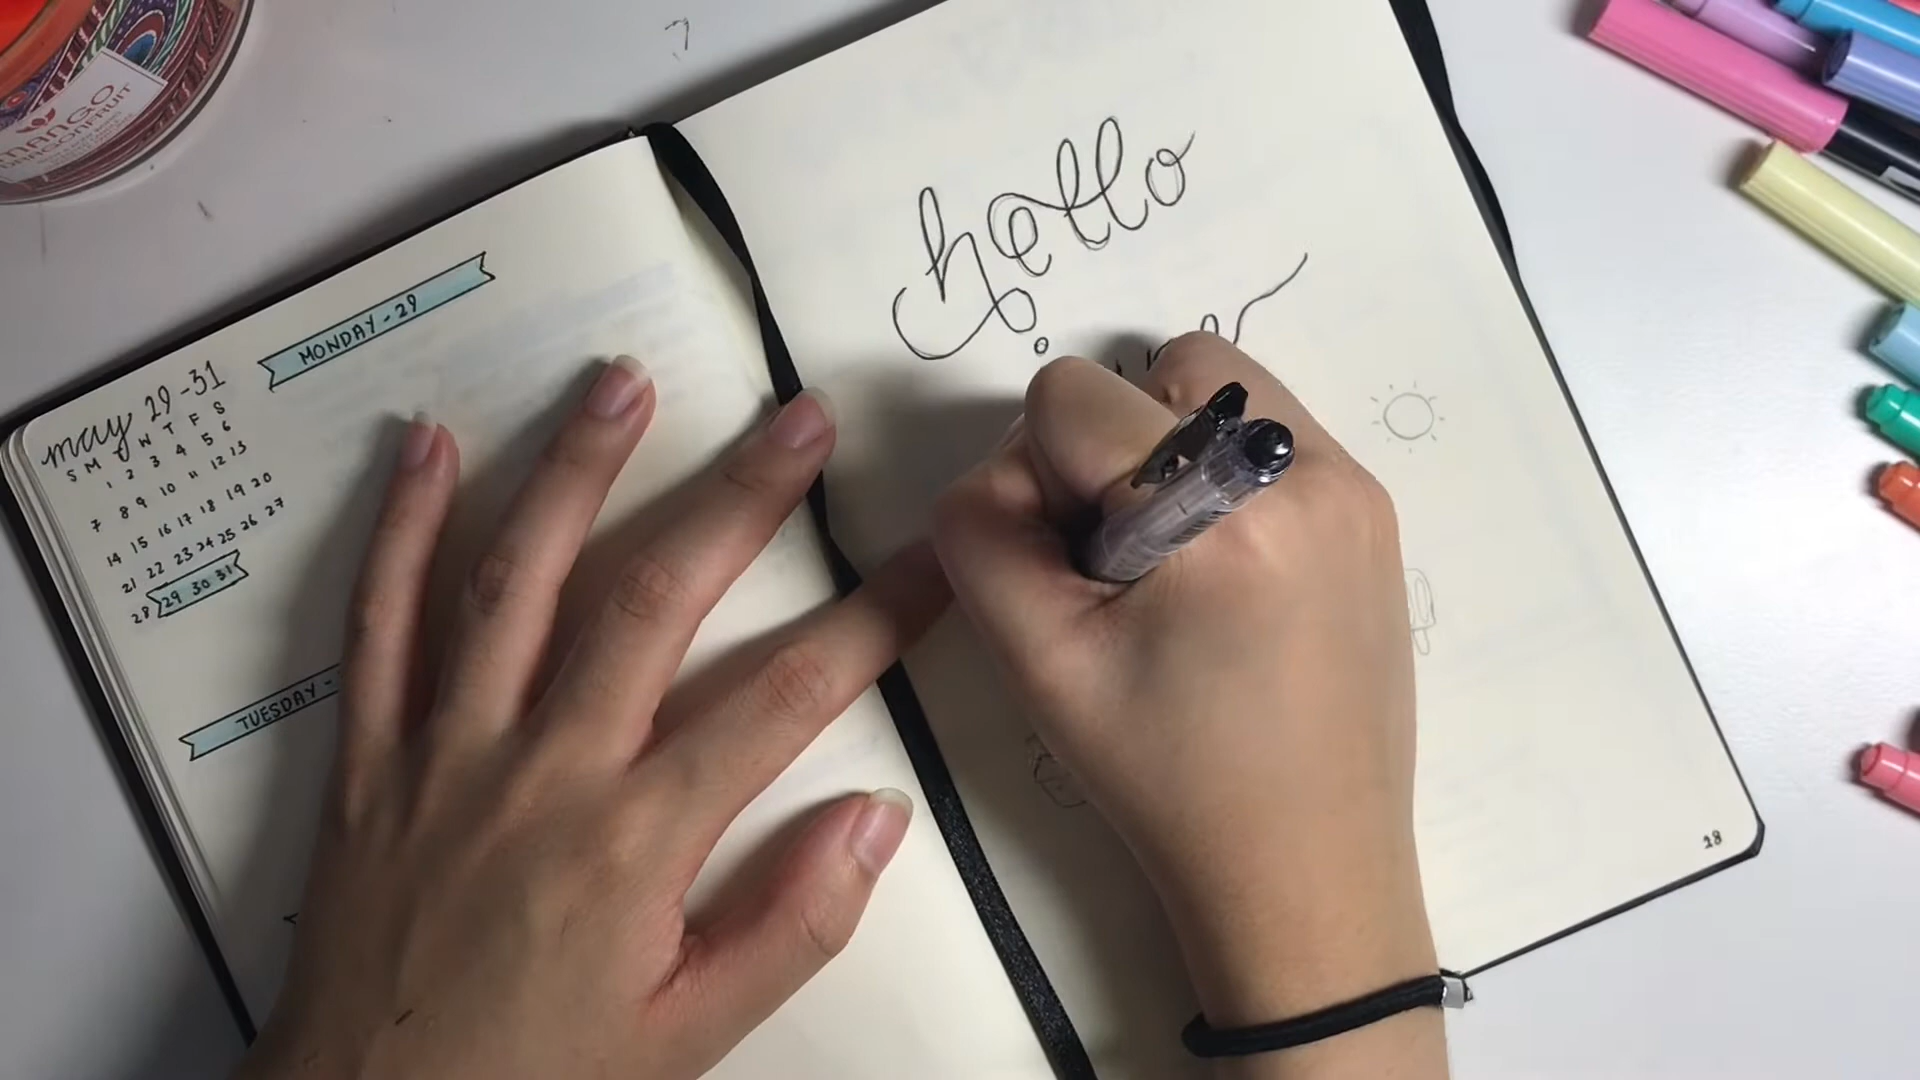 MANGO
DRAGONFRUIT
may 29-31
S M W T F S
1 2 3 4 5 6
7 8 9 10 11 12 13
14 15 16 17 18 19 20
21 22 23 24 25 26 27
28 29 30 31
MONDAY - 29
TUESDAY -
hello
28